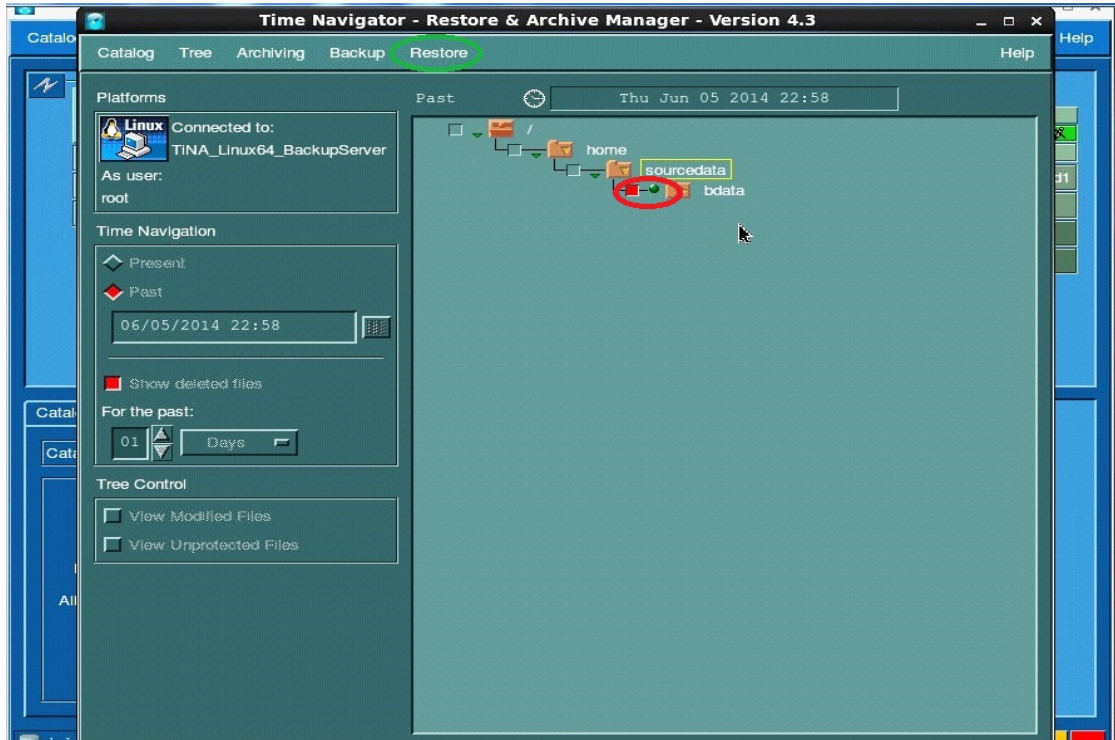 Time Navigator - Restore & Archive Manager - Version 4.3
Catalo
Help
Catalog Tree Archiving Backup Restore Help
Platforms
Past Thu Jun 05 2014 22:58
Linux
Connected to:
TINA_Linux64_BackupServer
As user:
root
/
home
sourcedata
bdata
d1
Time Navigation
Present
Past
06/05/2014 22:58
Show deleted files
For the past:
01 Days
Tree Control
View Modified Files
View Unprotected Files
Catal
Cata
All